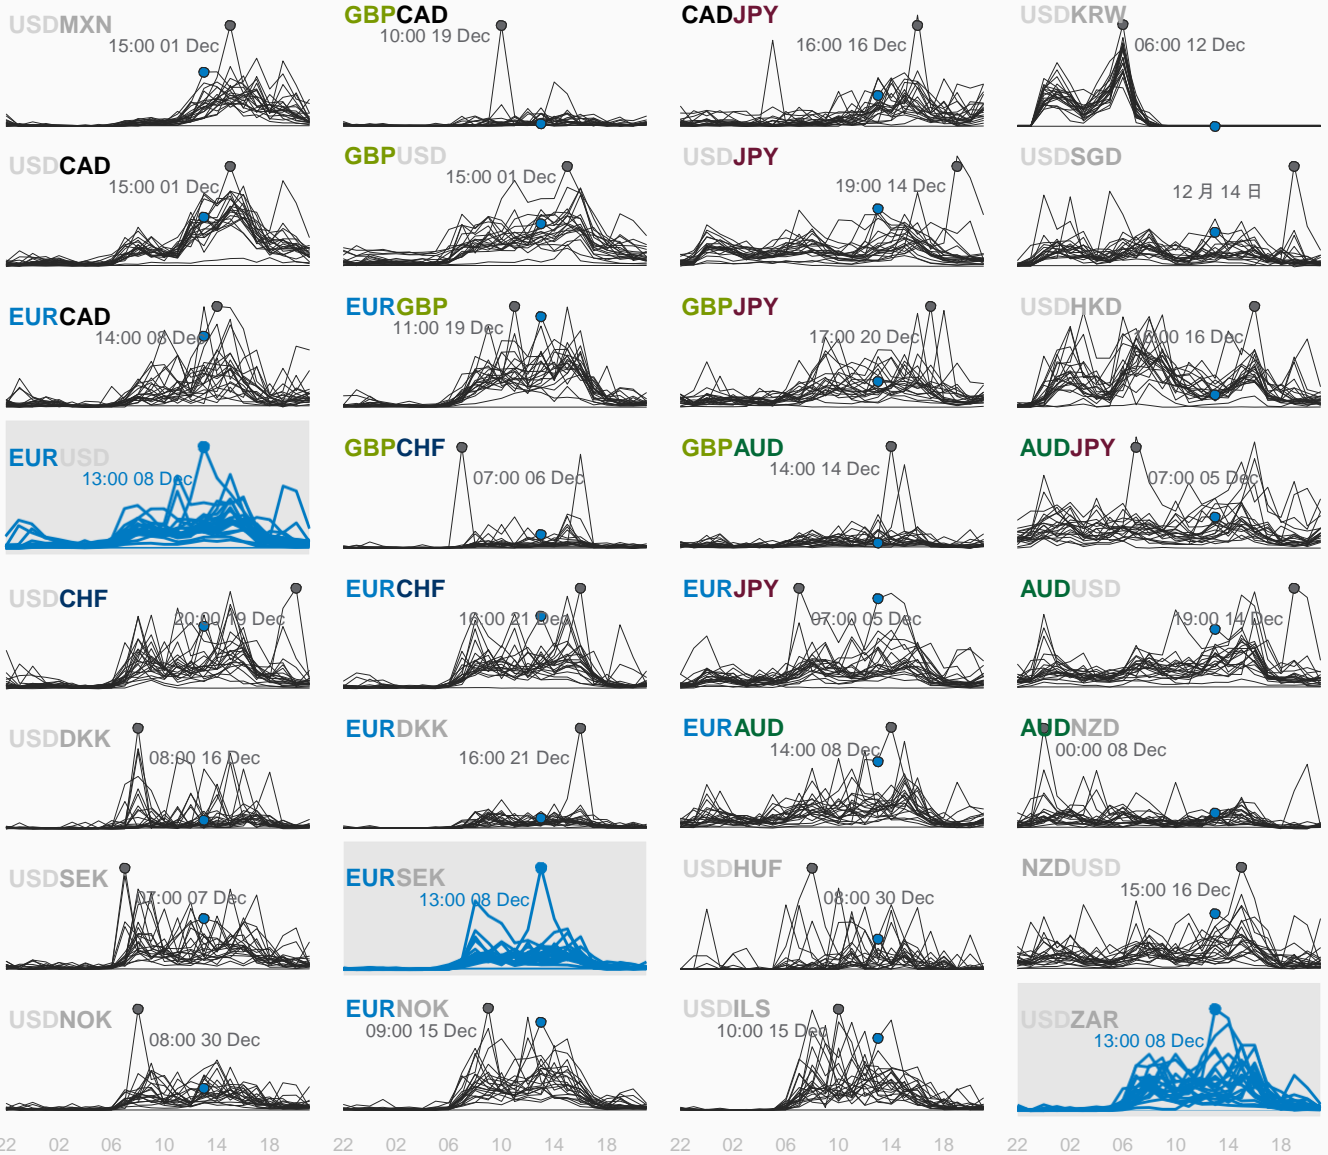 USDMXN
15:00 01 Dec
GBPCAD
10:00 19 Dec
CADJPY
16:00 16 Dec
USDKRW
06:00 12 Dec
USDCAD
15:00 01 Dec
GBPUSD
15:00 01 Dec
USDJPY
19:00 14 Dec
USDSGD
12 月 14 日
EURCAD
14:00 08 Dec
EURGBP
11:00 19 Dec
GBPJPY
17:00 20 Dec
USDHKD
16:00 16 Dec
EURUSD
13:00 08 Dec
GBPCHF
07:00 06 Dec
GBPAUD
14:00 14 Dec
AUDJPY
07:00 05 Dec
USDCHF
20:00 19 Dec
EURCHF
16:00 21 Dec
EURJPY
07:00 05 Dec
AUDUSD
19:00 14 Dec
USDDKK
08:00 16 Dec
EURDKK
16:00 21 Dec
EURAUD
14:00 08 Dec
AUDNZD
00:00 08 Dec
USDSEK
07:00 07 Dec
EURSEK
13:00 08 Dec
USDHUF
08:00 30 Dec
NZDUSD
15:00 16 Dec
USDNOK
08:00 30 Dec
EURNOK
09:00 15 Dec
USDILS
10:00 15 Dec
USDZAR
13:00 08 Dec
22 02 06 10 14 18 22 02 06 10 14 18 22 02 06 10 14 18 22 02 06 10 14 18